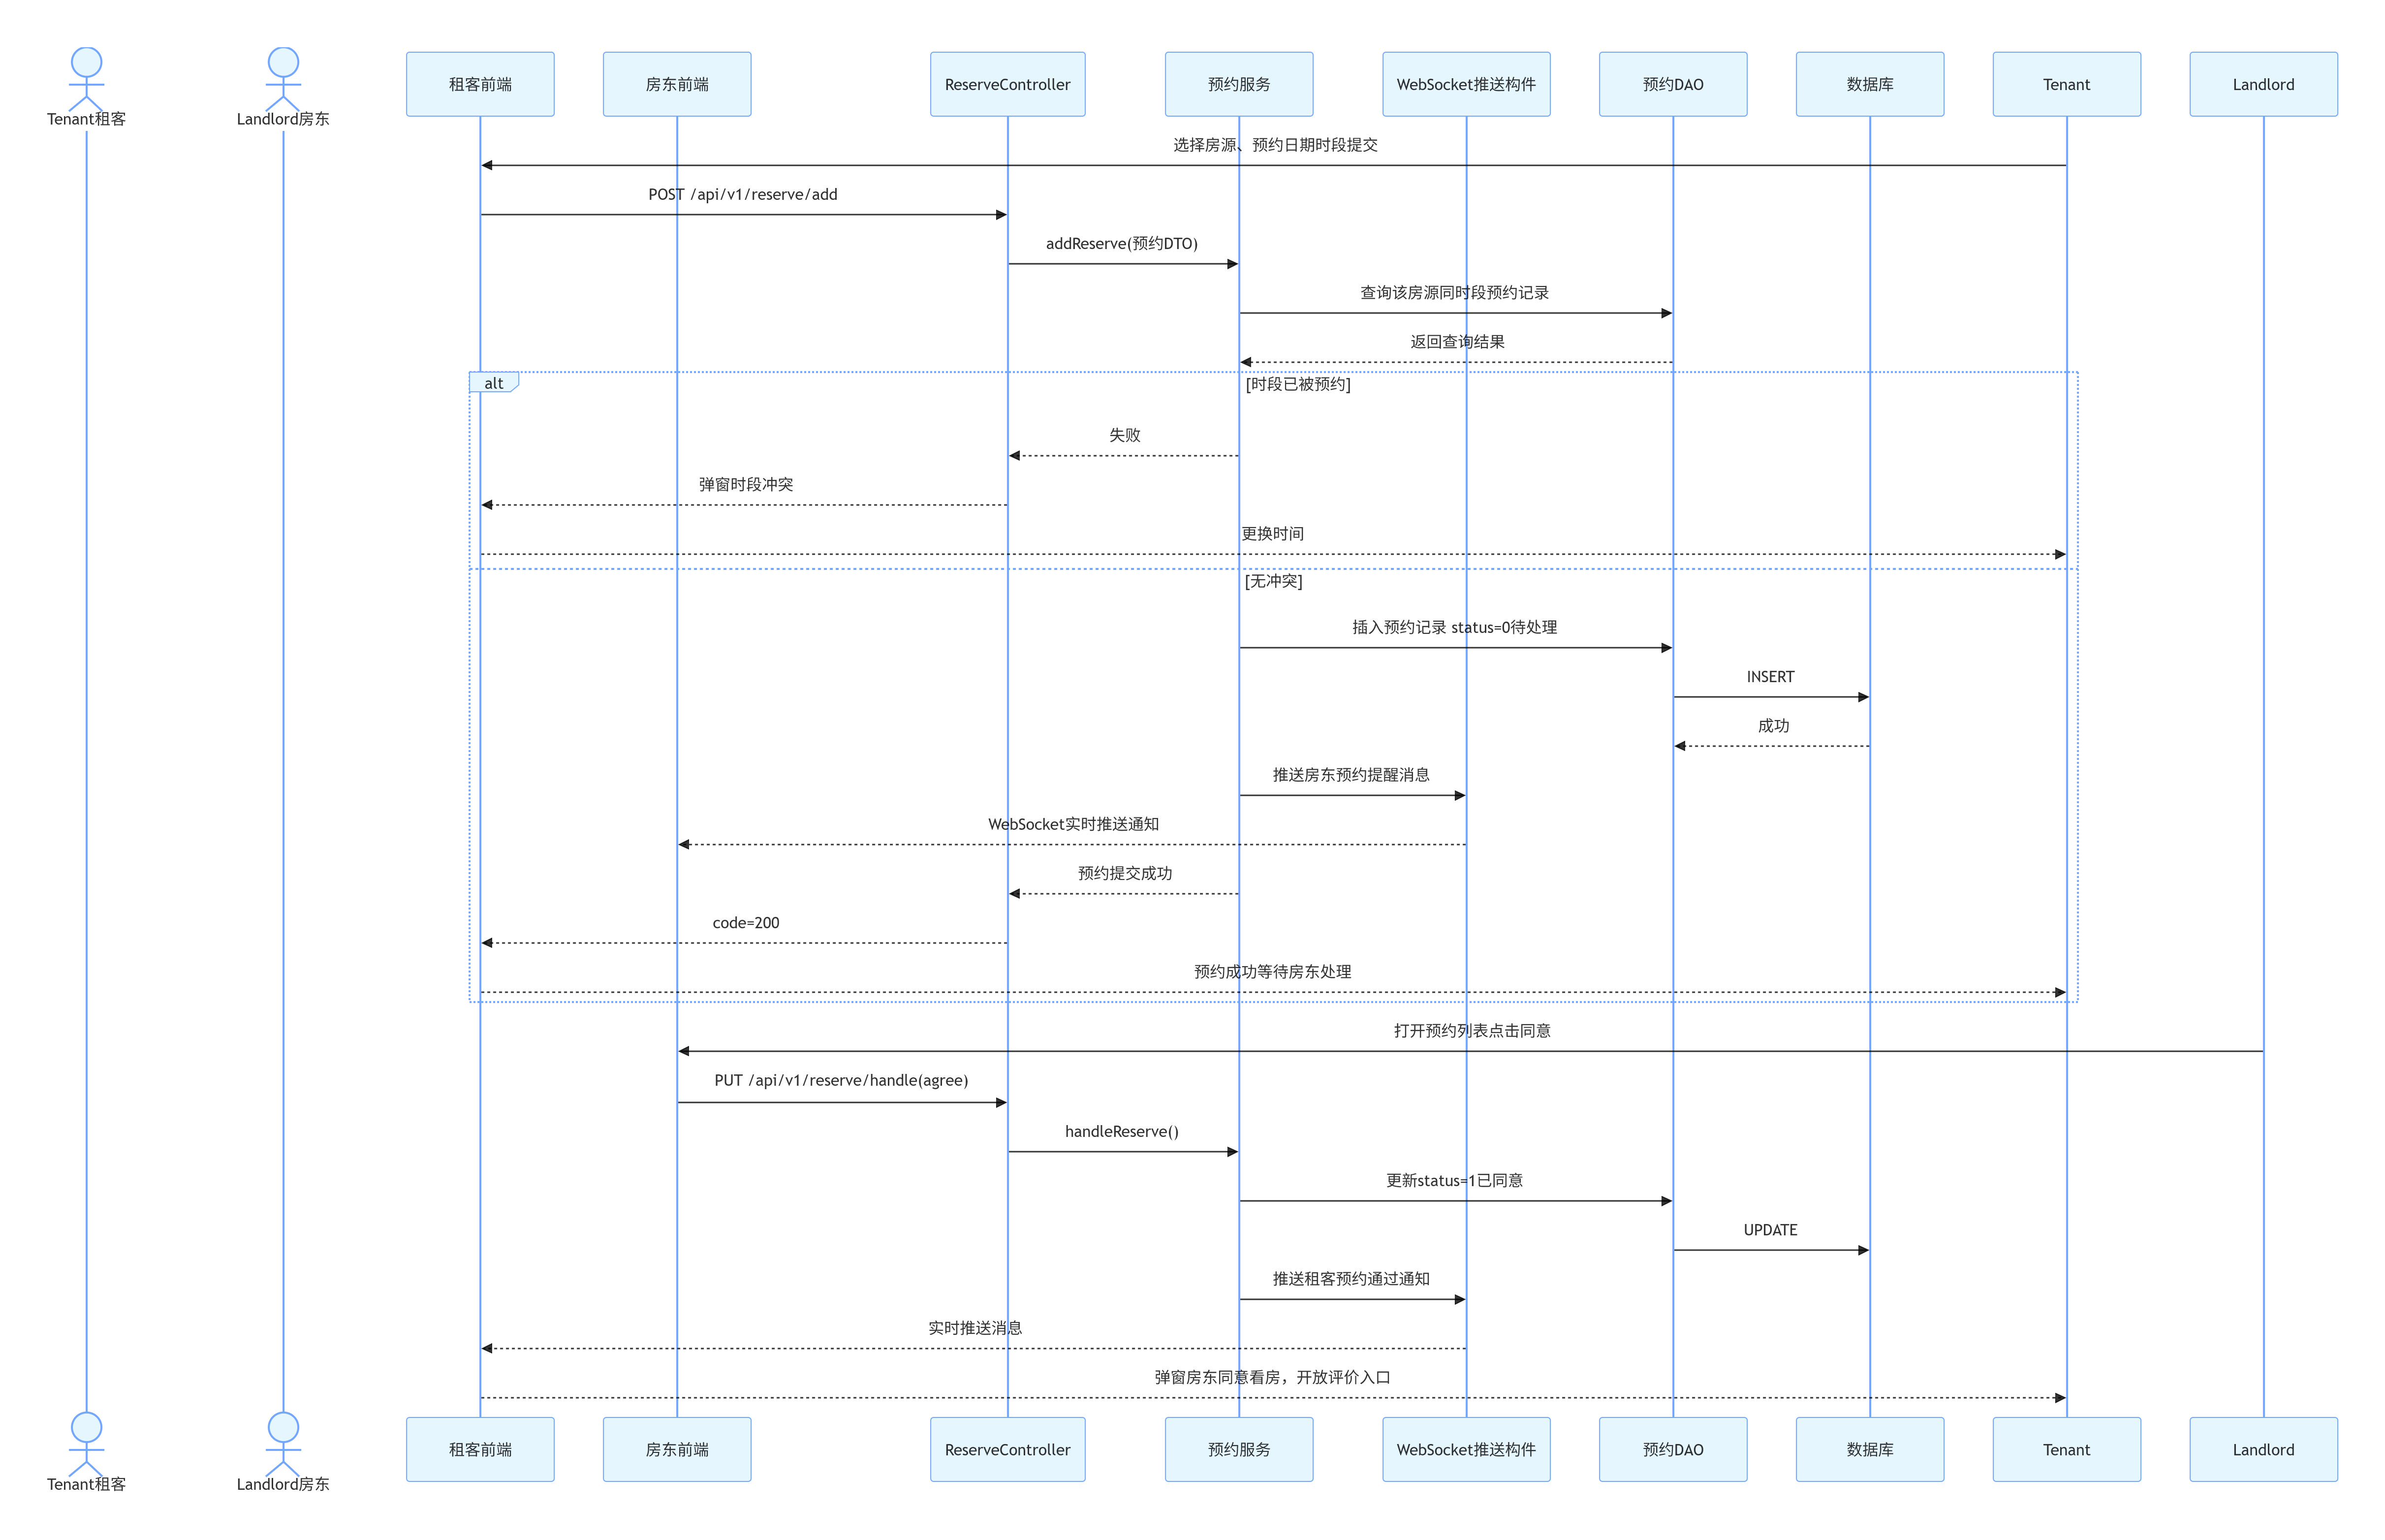 Tenant租客
Landlord房东
租客前端
房东前端
ReserveController
预约服务
WebSocket推送构件
预约DAO
数据库
Tenant
Landlord
选择房源、预约日期时段提交
POST /api/v1/reserve/add
addReserve(预约DTO)
查询该房源同时段预约记录
返回查询结果
alt
[时段已被预约]
失败
弹窗时段冲突
更换时间
[无冲突]
插入预约记录 status=0待处理
INSERT
成功
推送房东预约提醒消息
WebSocket实时推送通知
预约提交成功
code=200
预约成功等待房东处理
打开预约列表点击同意
PUT /api/v1/reserve/handle(agree)
handleReserve()
更新status=1已同意
UPDATE
推送租客预约通过通知
实时推送消息
弹窗房东同意看房，开放评价入口
Tenant租客
Landlord房东
租客前端
房东前端
ReserveController
预约服务
WebSocket推送构件
预约DAO
数据库
Tenant
Landlord